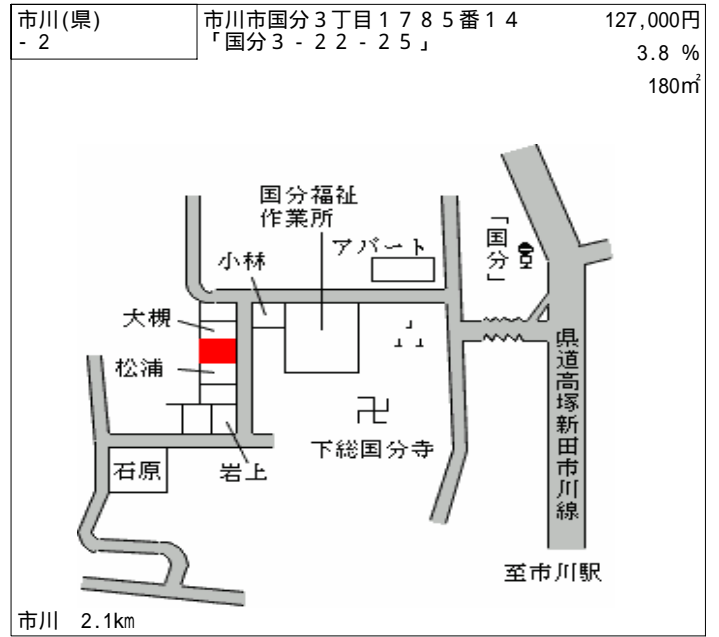 市川(県)
- 2
市川市国分３丁目１７８５番１４
「国分３ - ２２ - ２５」
127,000円
3.8 %
180㎡
国分福祉
作業所
アパート
「国分」
小林
大槻
松浦
卍
下総国分寺
石原
岩上
県道高塚新田市川線
至市川駅
市川 2.1km